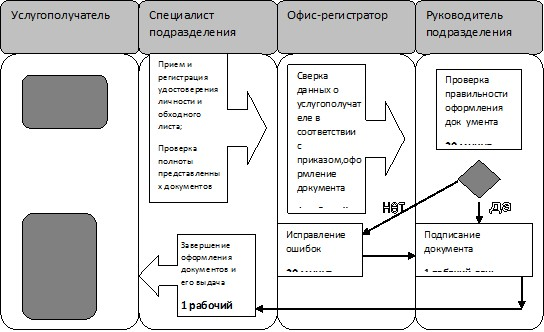 Услугополучатель
Специалист
подразделения
Офис-регистратор
Руководитель
подразделения
Прием и
регистрация
удостоверения
личности и
обходного
листа;
Проверка
полноты
представленны
х документов
Сверка
данных о
услугополучат
еле в
соответствии
с
приказом,офо
рмление
документа
Проверка
правильности
оформления
док умента
нет
да
Исправление
ошибок
Подписание
документа
Завершение
оформления
документов и
его выдача
1 рабочий